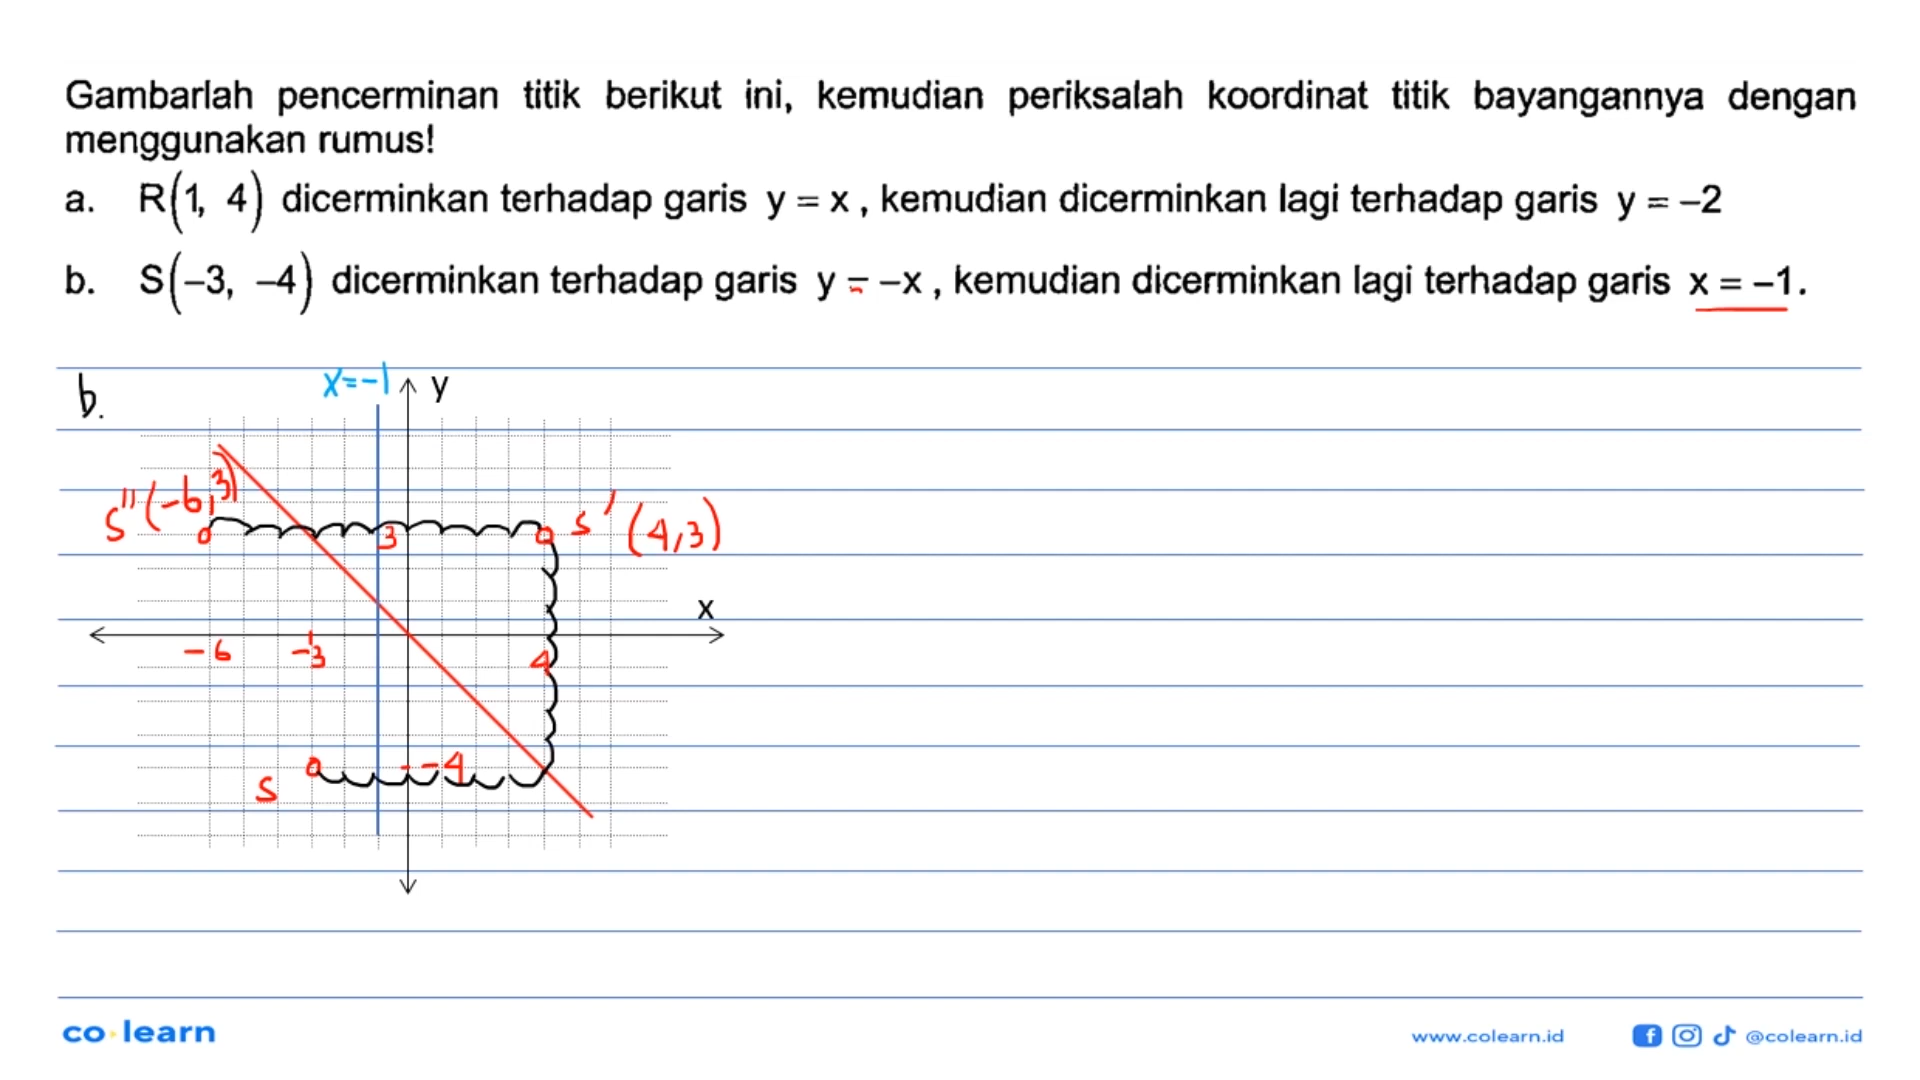 Gambarlah pencerminan titik berikut ini, kemudian periksalah koordinat titik bayangannya dengan
menggunakan rumus!
a. R(1, 4) dicerminkan terhadap garis y = x, kemudian dicerminkan lagi terhadap garis y = -2
b. S(-3, -4) dicerminkan terhadap garis y = -x, kemudian dicerminkan lagi terhadap garis x = -1.
b.
x=-1 y
S''(-6,3)
3 S' (4,3)
x
-6 -3 4
-4
S
co learn
www.colearn.id @colearn.id